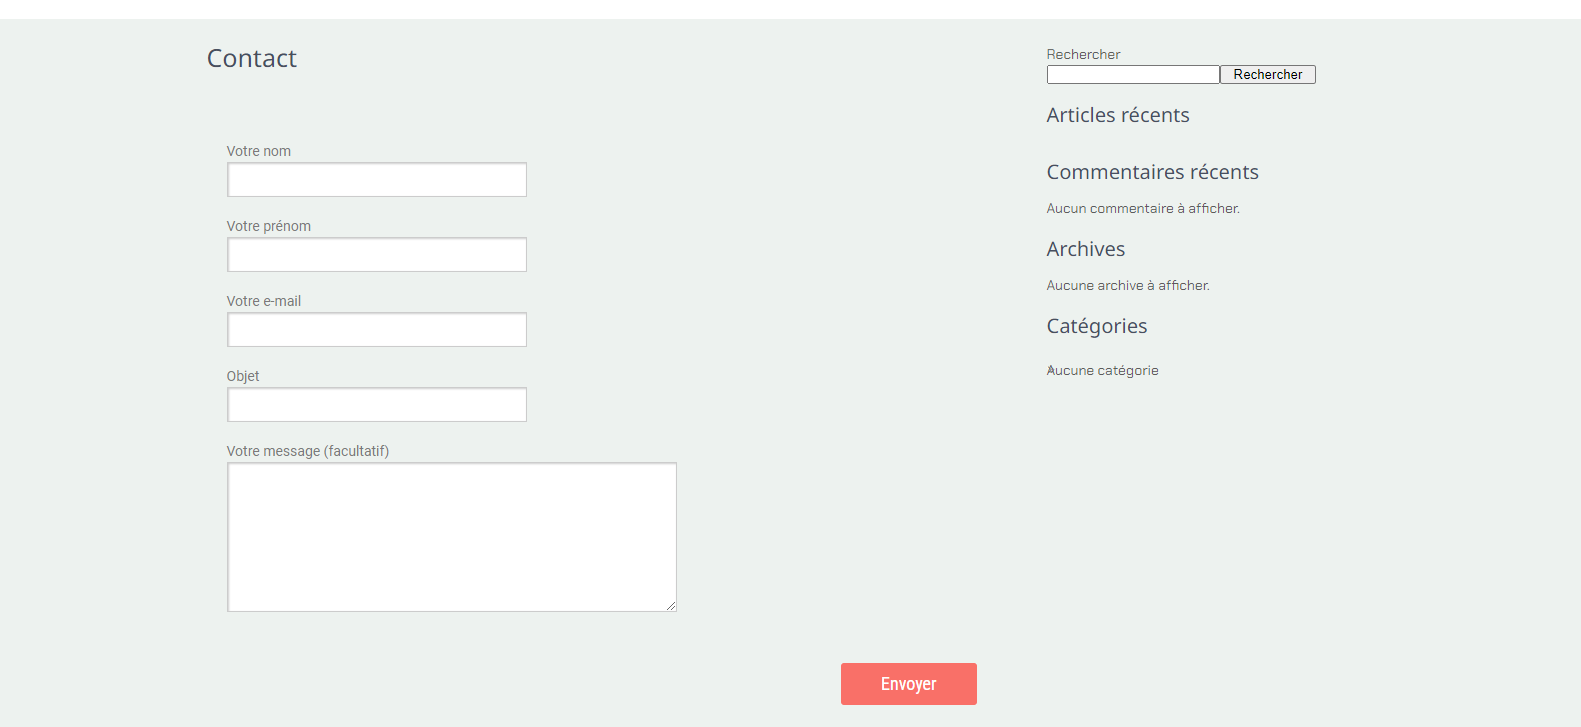 Contact
Votre nom
Votre prénom
Votre e-mail
Objet
Votre message (facultatif)
Envoyer
Rechercher
Rechercher
Articles récents
Commentaires récents
Aucun commentaire à afficher.
Archives
Aucune archive à afficher.
Catégories
Aucune catégorie